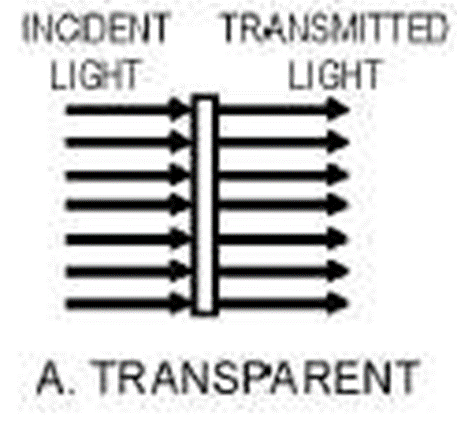 INCIDENT TRANSMITTED
LIGHT LIGHT
A. TRANSPARENT